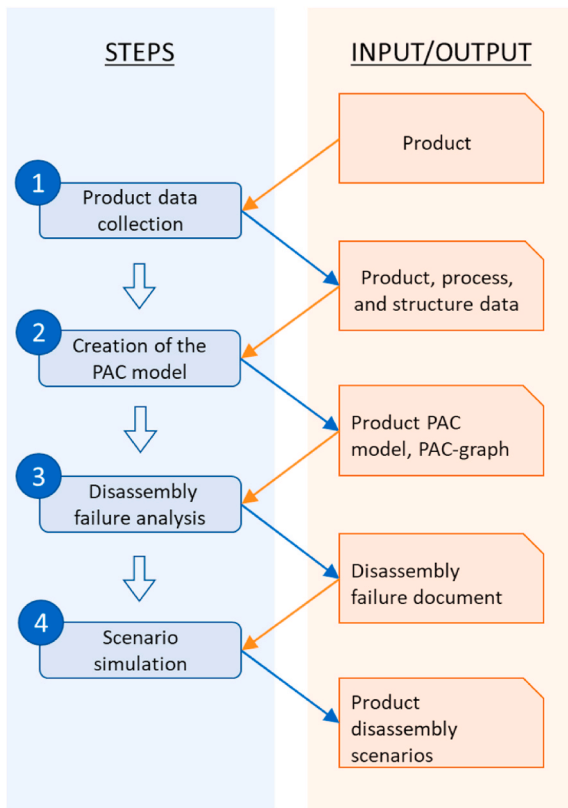 STEPS
INPUT/OUTPUT
Product
1
Product data
collection
Product, process,
and structure data
2
Creation of the
PAC model
Product PAC
model, PAC-graph
3
Disassembly
failure analysis
Disassembly
failure document
4
Scenario
simulation
Product
disassembly
scenarios